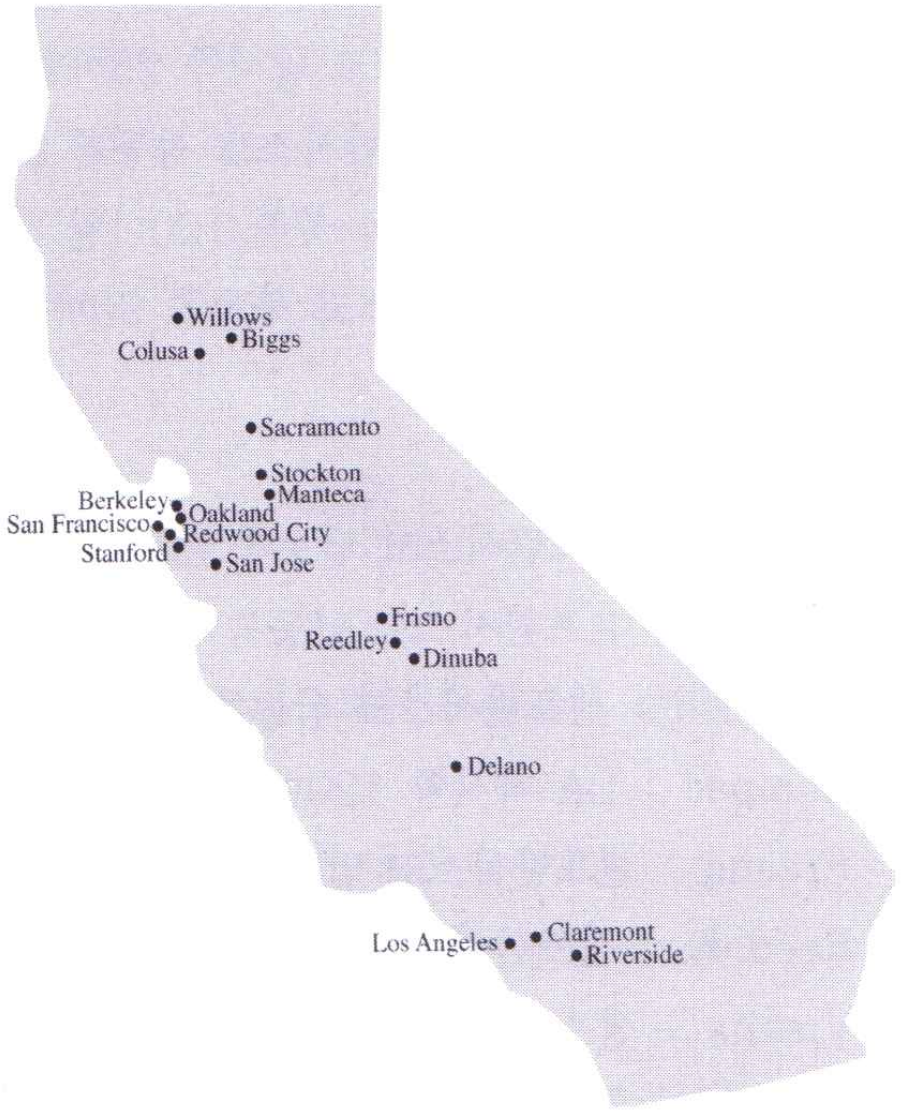 Willows
Biggs
Colusa
Sacramento
Stockton
Manteca
Berkeley
Oakland
San Francisco
Redwood City
Stanford
San Jose
Frisno
Reedley
Dinuba
Delano
Claremont
Los Angeles
Riverside